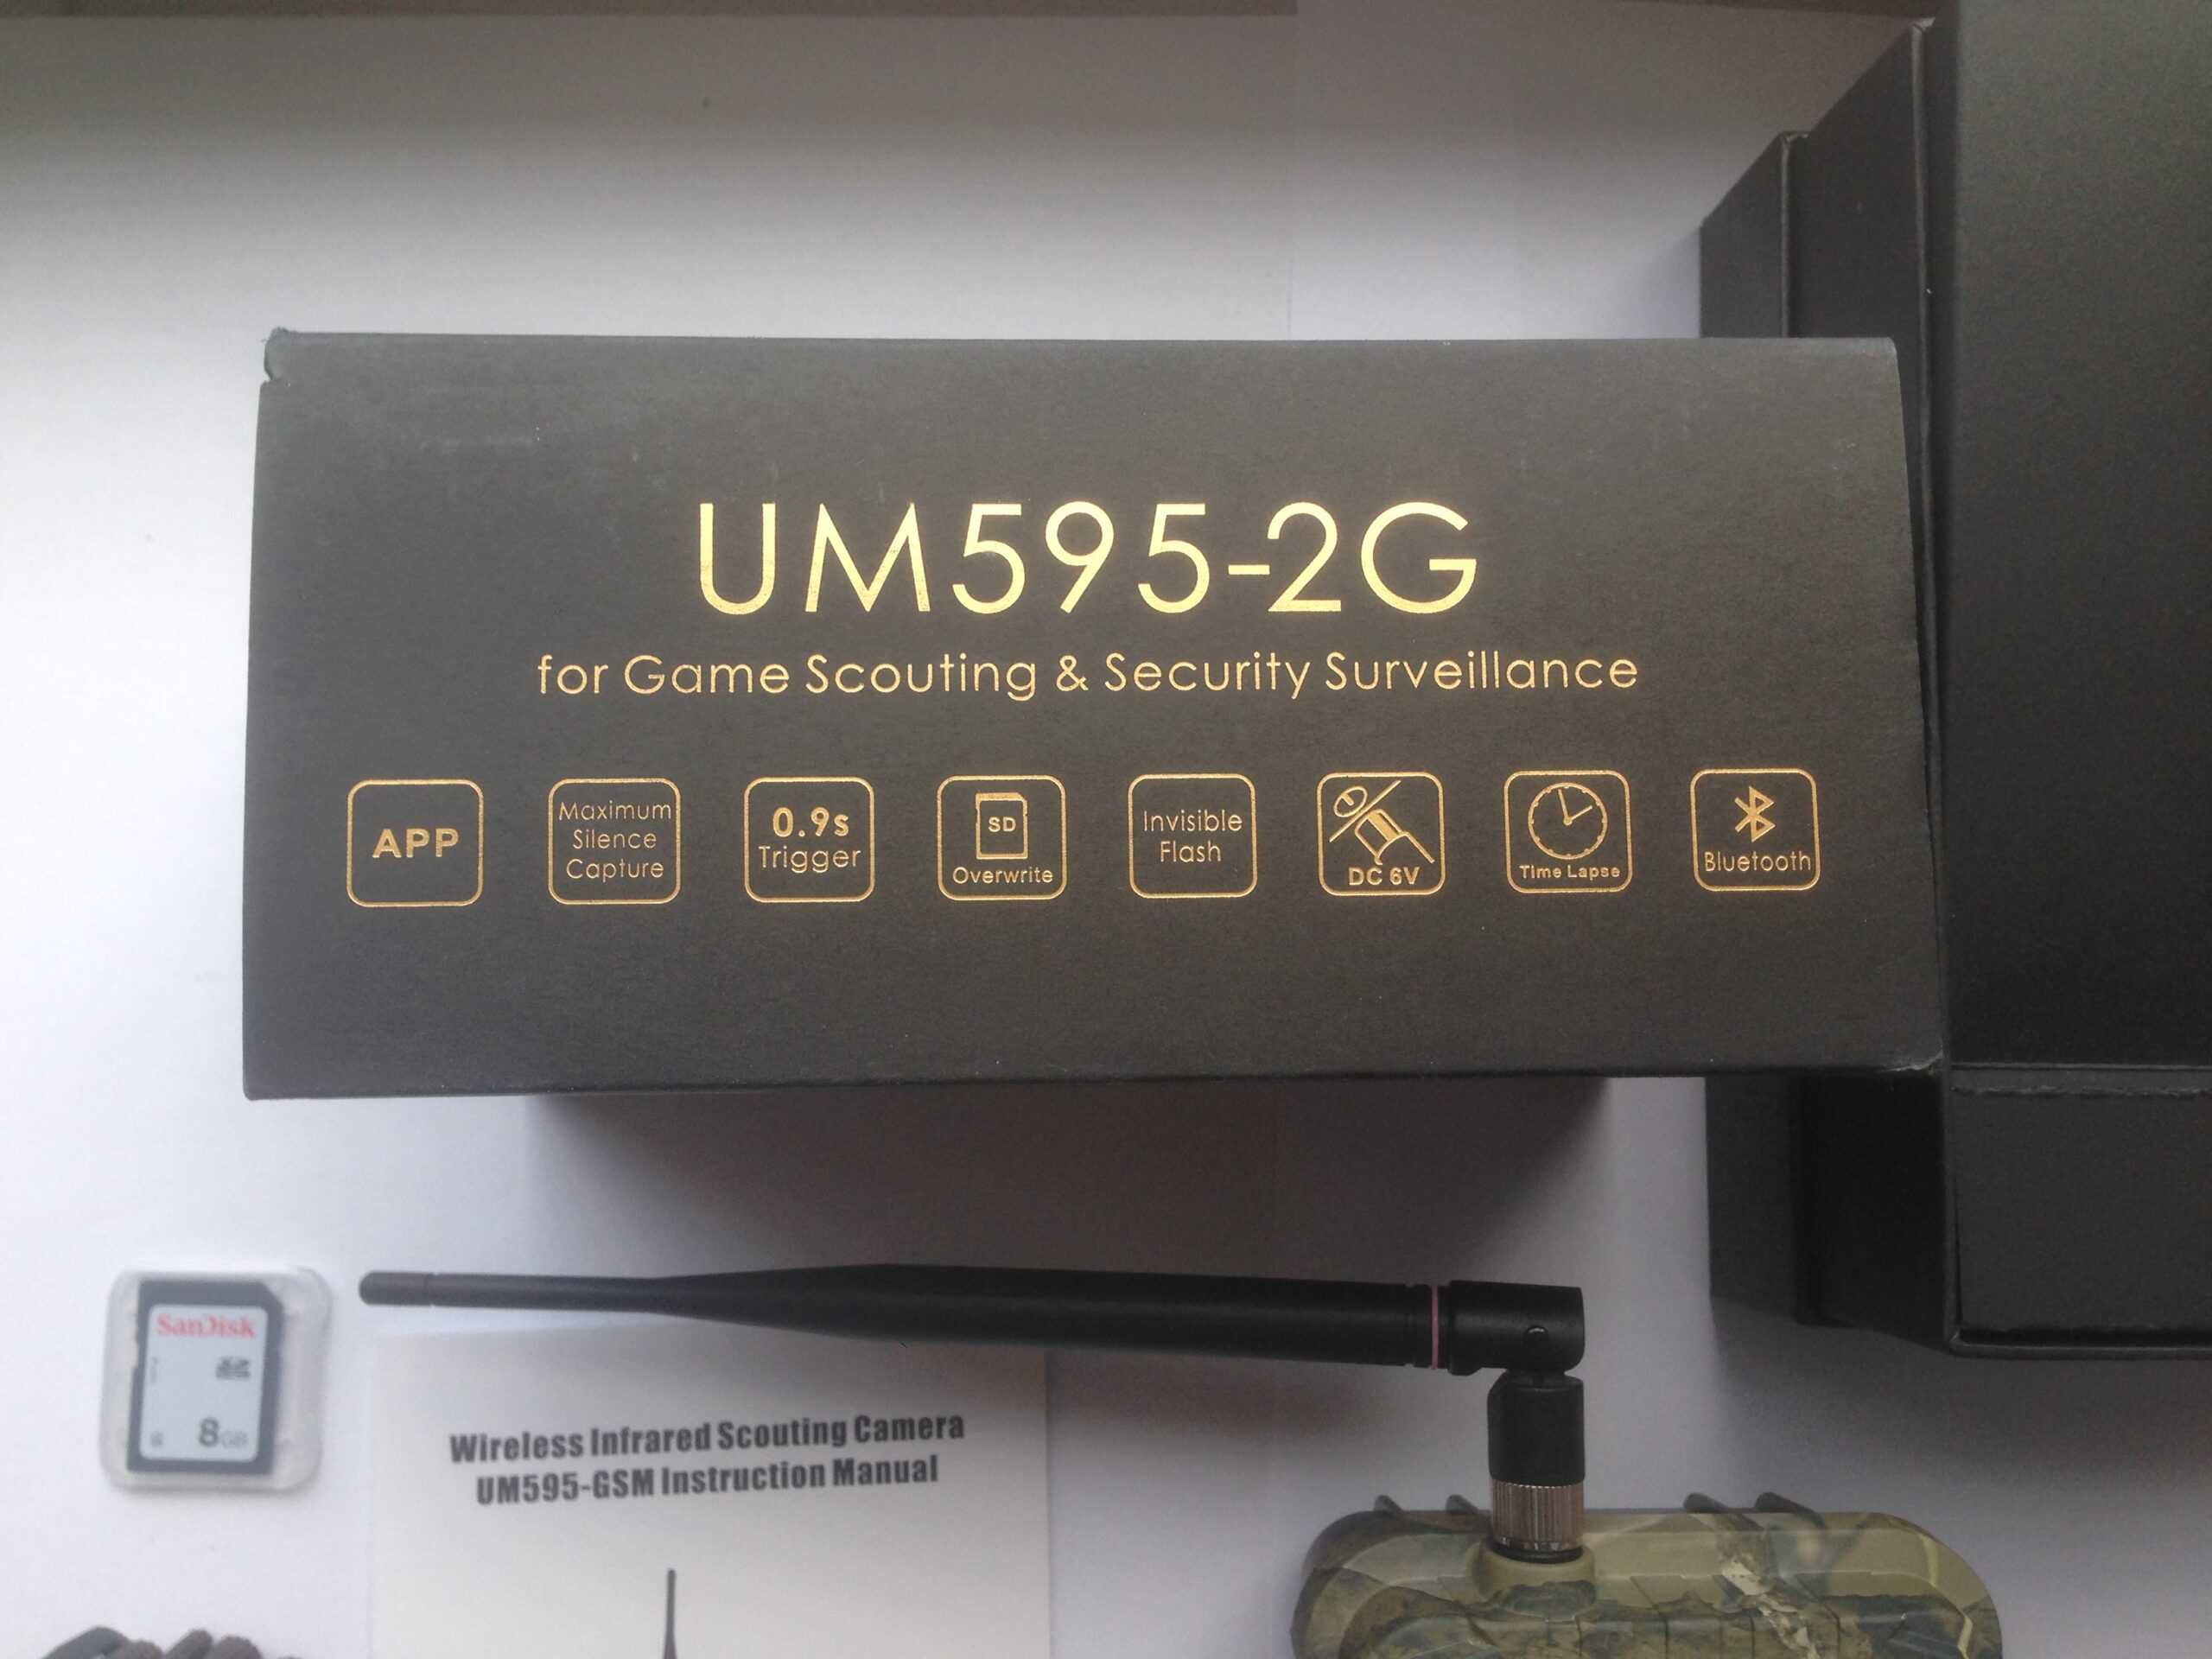 UM595-2G
for Game Scouting & Security Surveillance
APP
Maximum
Silence
Capture
0.9s
Trigger
SD
Overwrite
Invisible
Flash
DC 6V
Time Lapse
Bluetooth
SanDisk
8GB
Wireless Infrared Scouting Camera
UM595-GSM Instruction Manual